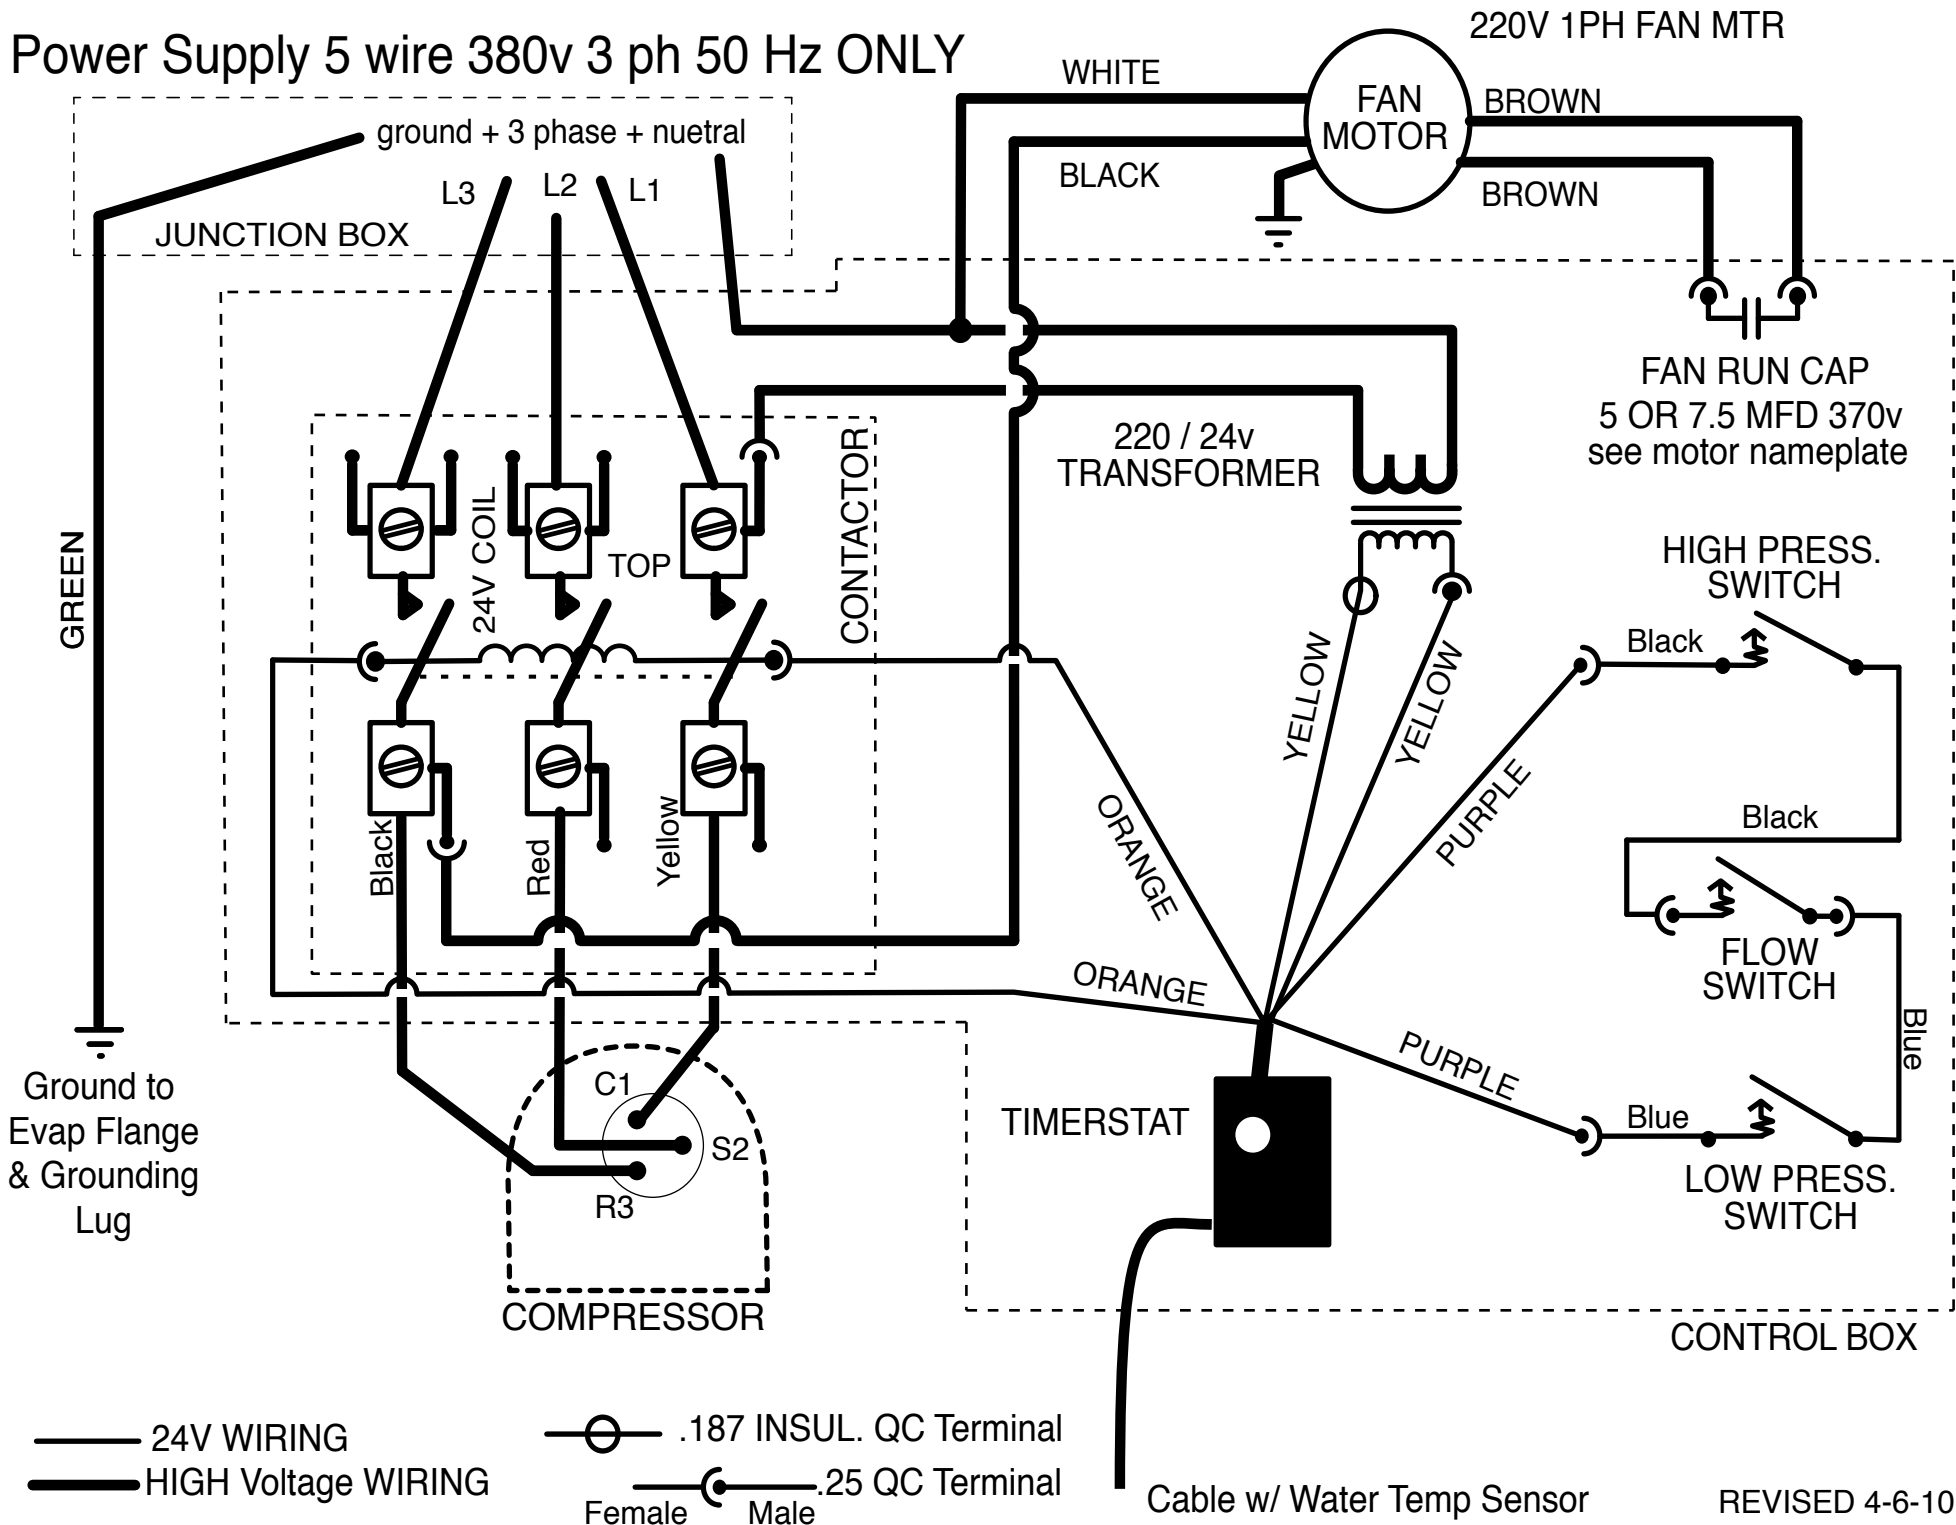 220V 1PH FAN MTR
Power Supply 5 wire 380v 3 ph 50 Hz ONLY
WHITE
FAN
MOTOR
BROWN
ground + 3 phase + nuetral
BLACK
BROWN
L3
L2
L1
JUNCTION BOX
FAN RUN CAP
5 OR 7.5 MFD 370v
see motor nameplate
220 / 24v
TRANSFORMER
CONTACTOR
24V COIL
TOP
GREEN
HIGH PRESS.
SWITCH
Black
YELLOW
YELLOW
PURPLE
ORANGE
Black
Black
Red
Yellow
FLOW
SWITCH
ORANGE
Blue
PURPLE
Ground to
Evap Flange
& Grounding
Lug
C1
S2
R3
TIMERSTAT
Blue
LOW PRESS.
SWITCH
COMPRESSOR
CONTROL BOX
24V WIRING
HIGH Voltage WIRING
.187 INSUL. QC Terminal
.25 QC Terminal
Female
Male
Cable w/ Water Temp Sensor
REVISED 4-6-10